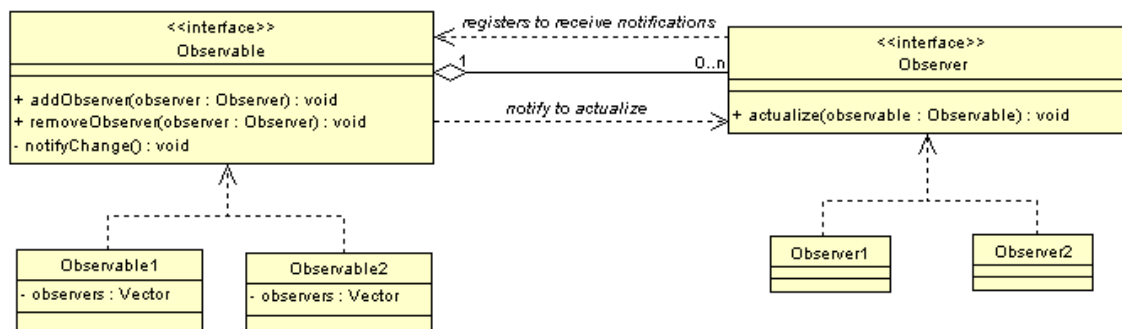 <<interface>>
Observable
+ addObserver(observer : Observer) : void
+ removeObserver(observer : Observer) : void
- notifyChange() : void
registers to receive notifications
1
0..n
notify to actualize
<<interface>>
Observer
+ actualize(observable : Observable) : void
Observable1
- observers : Vector
Observable2
- observers : Vector
Observer1
Observer2